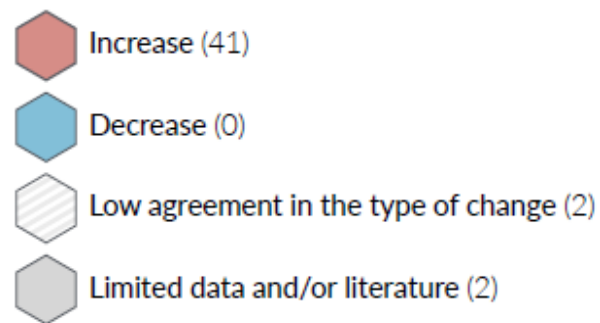 Increase (41)
Decrease (0)
Low agreement in the type of change (2)
Limited data and/or literature (2)